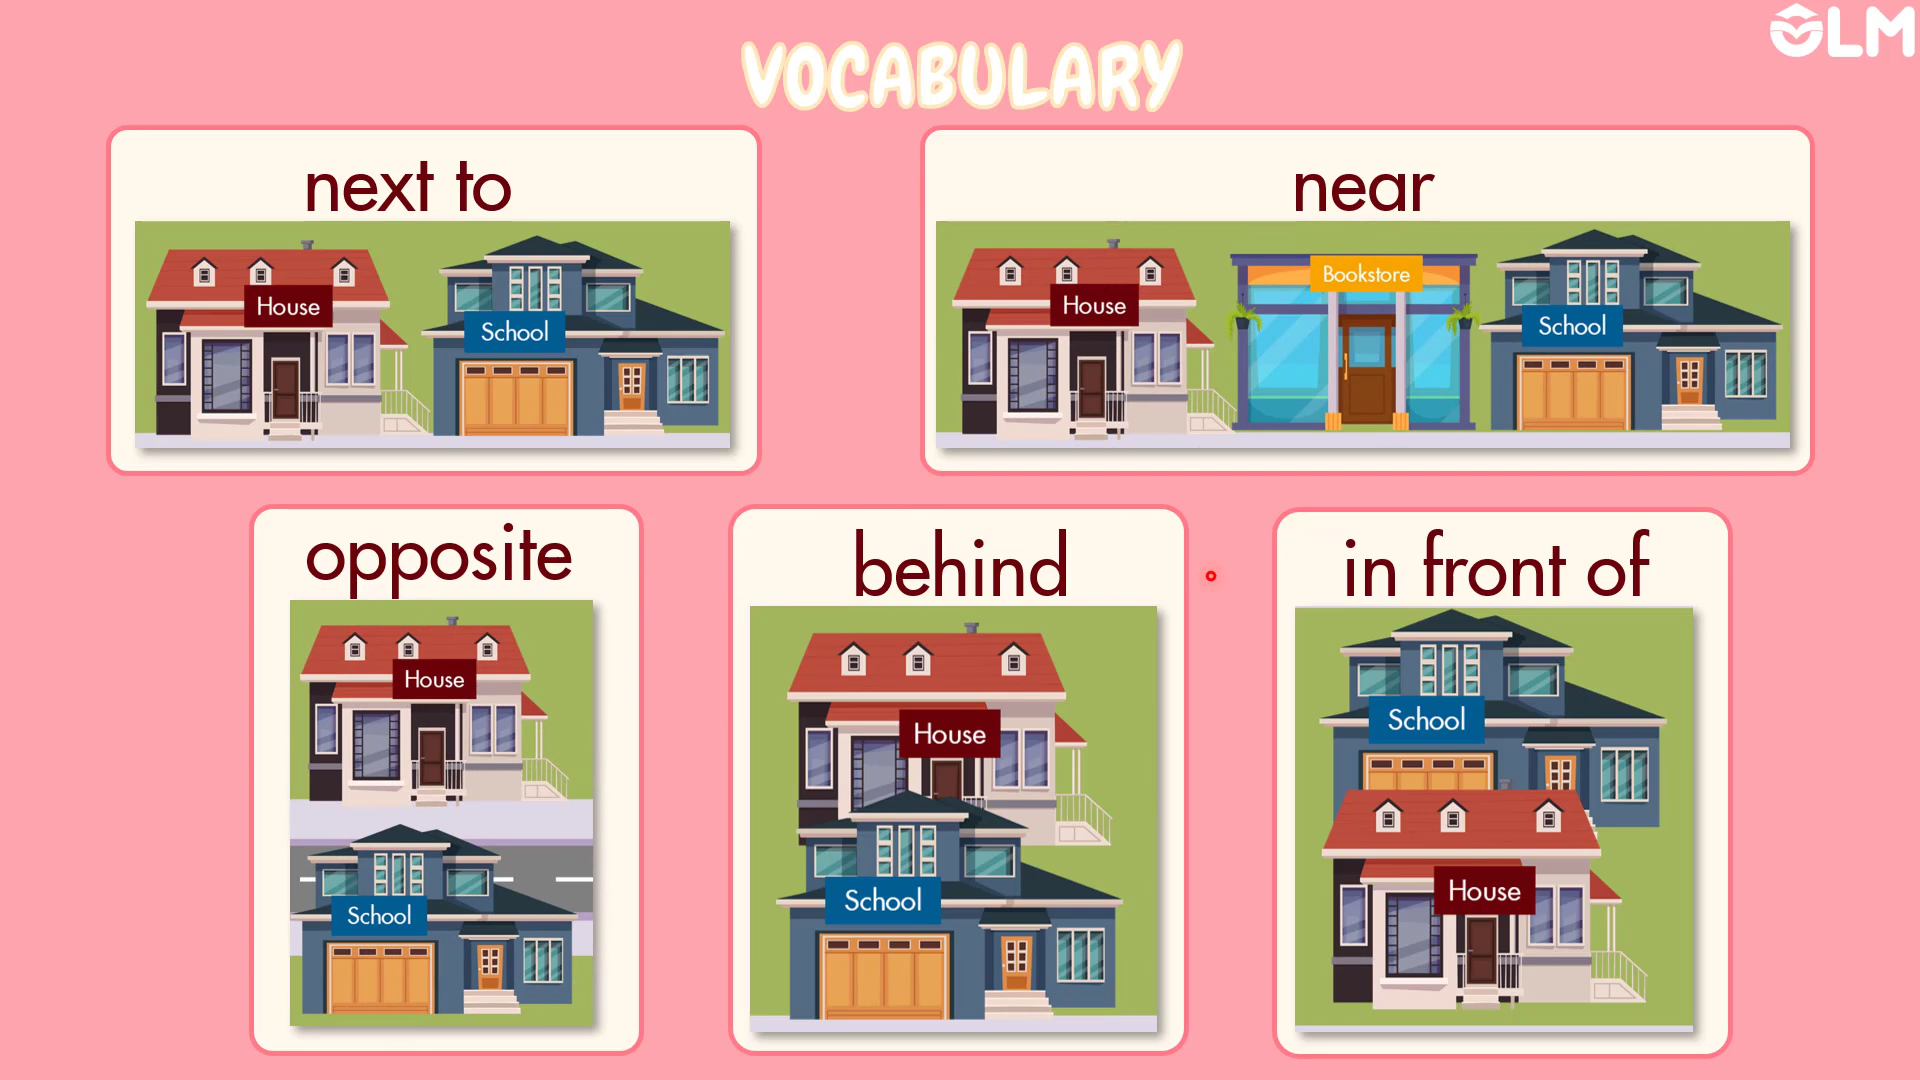 OLM
VOCABULARY
next to
House
School
near
House
Bookstore
School
opposite
House
School
behind
House
School
in front of
School
House